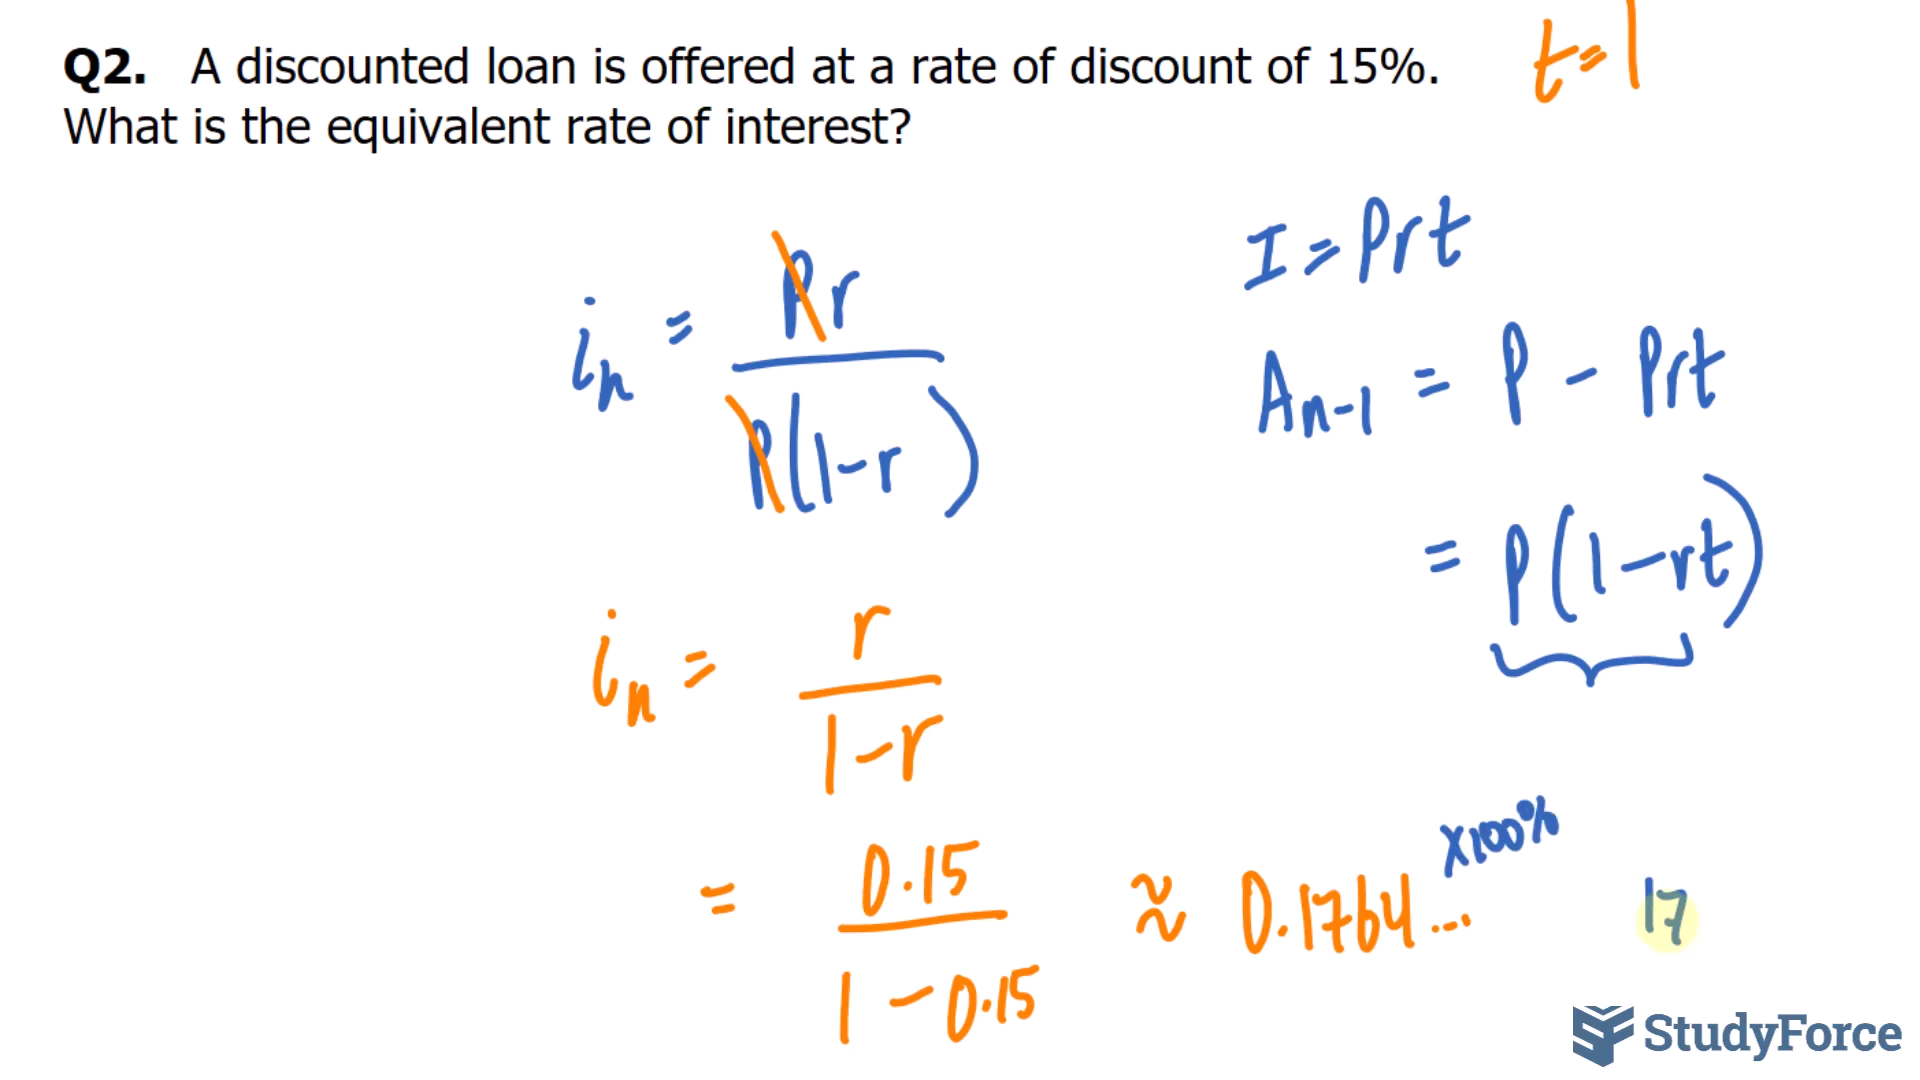 Q2. A discounted loan is offered at a rate of discount of 15%.
What is the equivalent rate of interest?
t=1
iₙ = Pr / P(1-r)
I = Prt
Aₙ₋₁ = P - Prt
= P(1-rt)
iₙ = r / 1-r
= 0.15 / 1-0.15 ≈ 0.1764... x100% 17
StudyForce